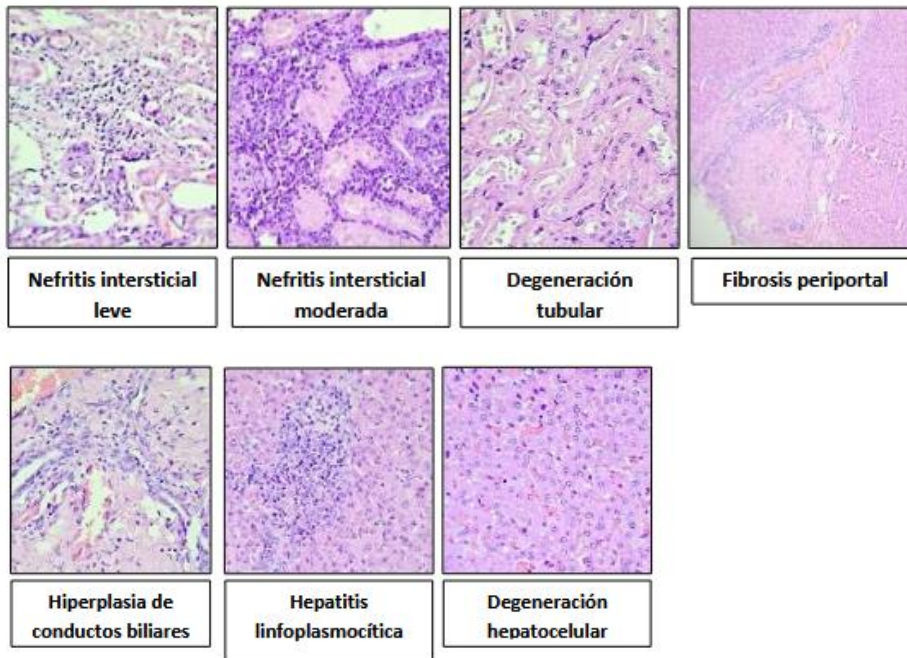 Nefritis intersticial
leve
Nefritis intersticial
moderada
Degeneración
tubular
Fibrosis periportal
Hiperplasia de
conductos biliares
Hepatitis
linfoplasmocítica
Degeneración
hepatocelular